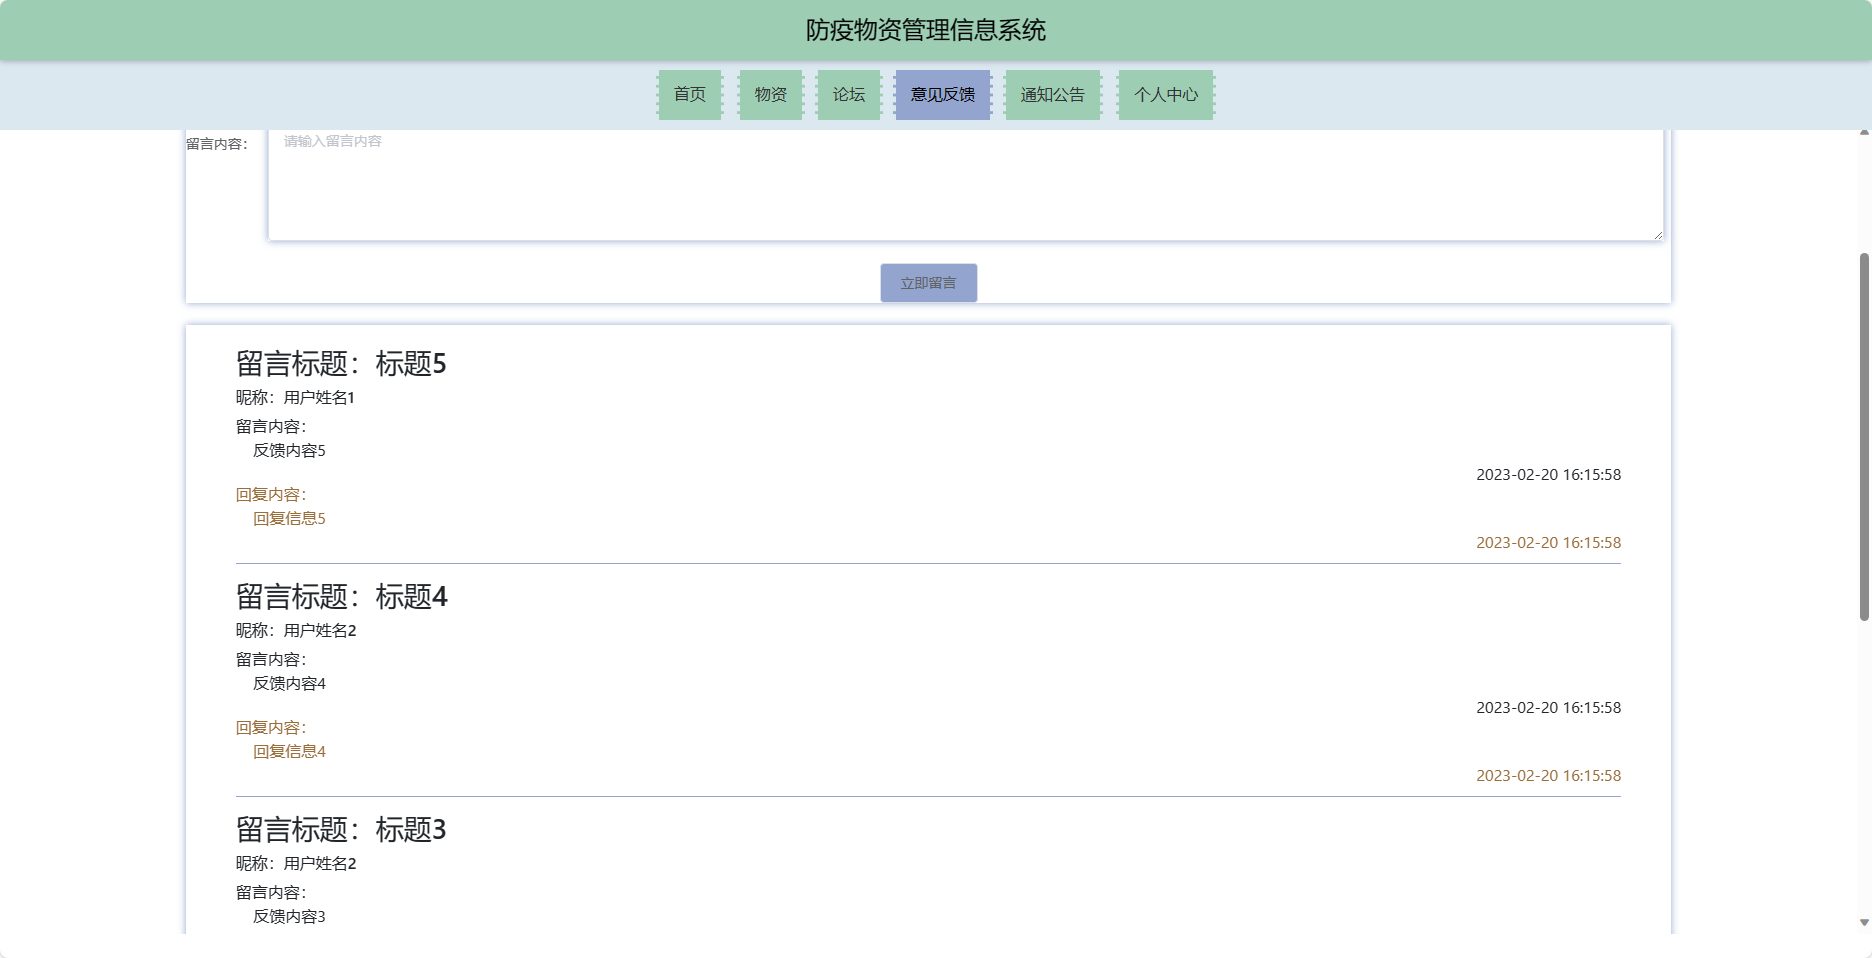 防疫物资管理信息系统
首页 物资 论坛 意见反馈 通知公告 个人中心
留言内容： 请输入留言内容
立即留言
留言标题：标题5
昵称：用户姓名1
留言内容：
反馈内容5
2023-02-20 16:15:58
回复内容：
回复信息5
2023-02-20 16:15:58
留言标题：标题4
昵称：用户姓名2
留言内容：
反馈内容4
2023-02-20 16:15:58
回复内容：
回复信息4
2023-02-20 16:15:58
留言标题：标题3
昵称：用户姓名2
留言内容：
反馈内容3